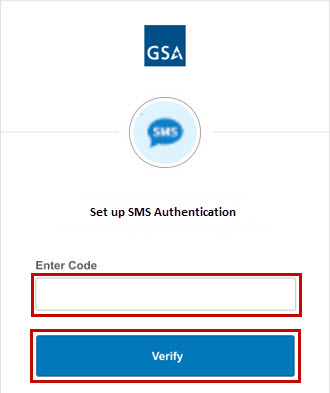 GSA
SMS
Set up SMS Authentication
Enter Code
Verify